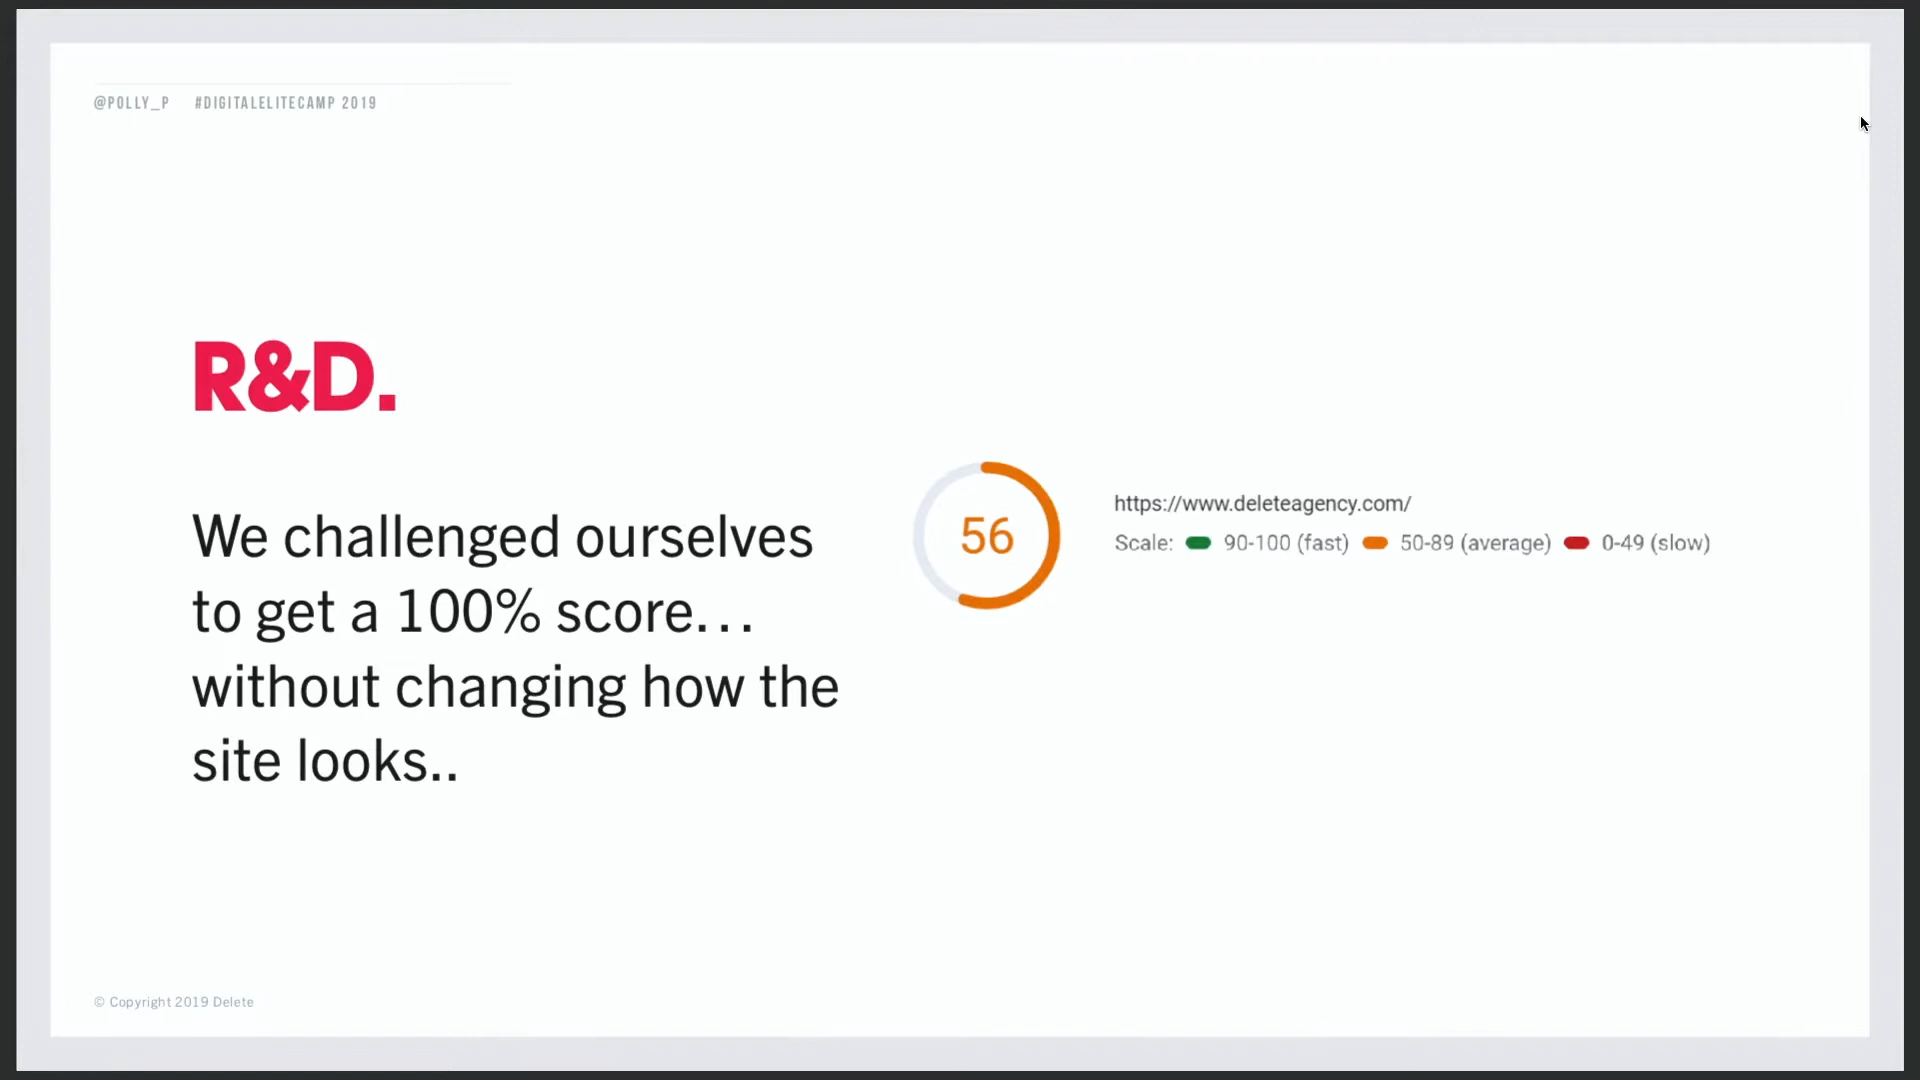 @POLLY_P #DIGITALELITECAMP 2019
R&D.
We challenged ourselves
to get a 100% score...
without changing how the
site looks..
56
https://www.deleteagency.com/
Scale: 90-100 (fast) 50-89 (average) 0-49 (slow)
© Copyright 2019 Delete